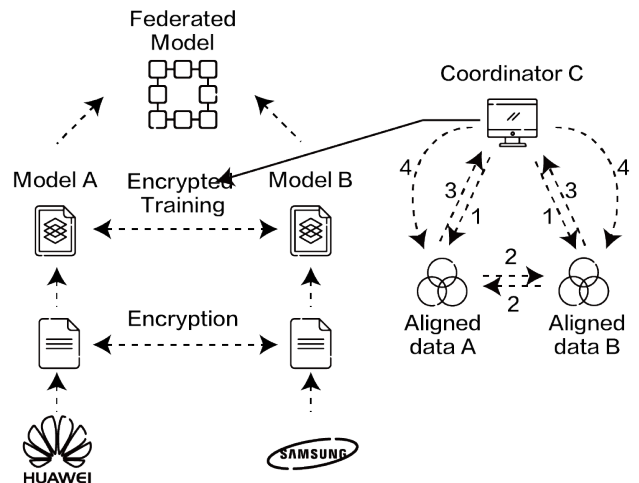 Federated
Model
Coordinator C
Model A
Encrypted
Training
Model B
4
3
1
3
1
4
2
2
Encryption
Aligned
data A
Aligned
data B
HUAWEI
SAMSUNG